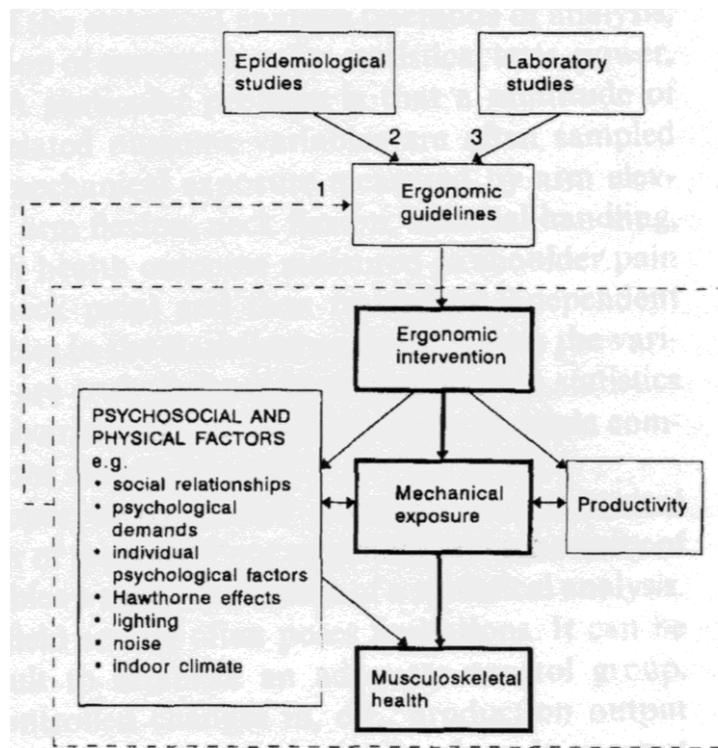 Epidemiological
studies
Laboratory
studies
2
3
1
Ergonomic
guidelines
Ergonomic
intervention
PSYCHOSOCIAL AND
PHYSICAL FACTORS
e.g.
• social relationships
• psychological
demands
• individual
psychological factors
• Hawthorne effects
• lighting
• noise
• indoor climate
Mechanical
exposure
Productivity
Musculoskeletal
health